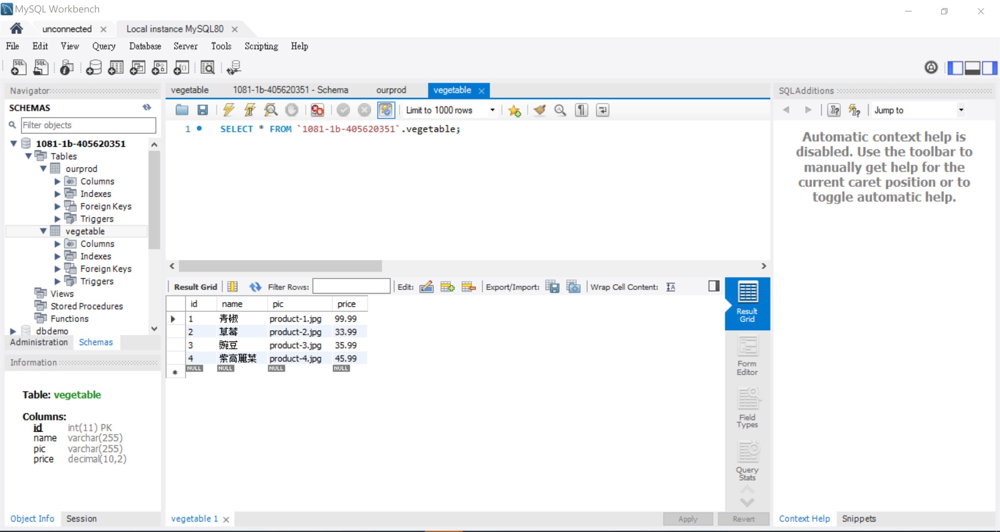 MySQL Workbench
unconnected
Local instance MySQL80
File Edit View Query Database Server Tools Scripting Help
Navigator
SCHEMAS
Filter objects
1081-1b-405620351
Tables
ourprod
Columns
Indexes
Foreign Keys
Triggers
vegetable
Columns
Indexes
Foreign Keys
Triggers
Views
Stored Procedures
Functions
dbdemo
Administration Schemas
Information
Table: vegetable
Columns:
id int(11) PK
name varchar(255)
pic varchar(255)
price decimal(10,2)
Object Info Session
vegetable 1081-1b-405620351 - Schema ourprod vegetable
Limit to 1000 rows
1 SELECT * FROM `1081-1b-405620351`.vegetable;
Result Grid Filter Rows: Edit: Export/Import: Wrap Cell Content:
id name pic price
1 青椒 product-1.jpg 99.99
2 草莓 product-2.jpg 33.99
3 豌豆 product-3.jpg 35.99
4 紫高麗菜 product-4.jpg 45.99
NULL NULL NULL NULL
Result
Grid
Form
Editor
Field
Types
Query
Stats
vegetable 1
Apply Revert
SQLAdditions
Jump to
Automatic context help is
disabled. Use the toolbar to
manually get help for the
current caret position or to
toggle automatic help.
Context Help Snippets